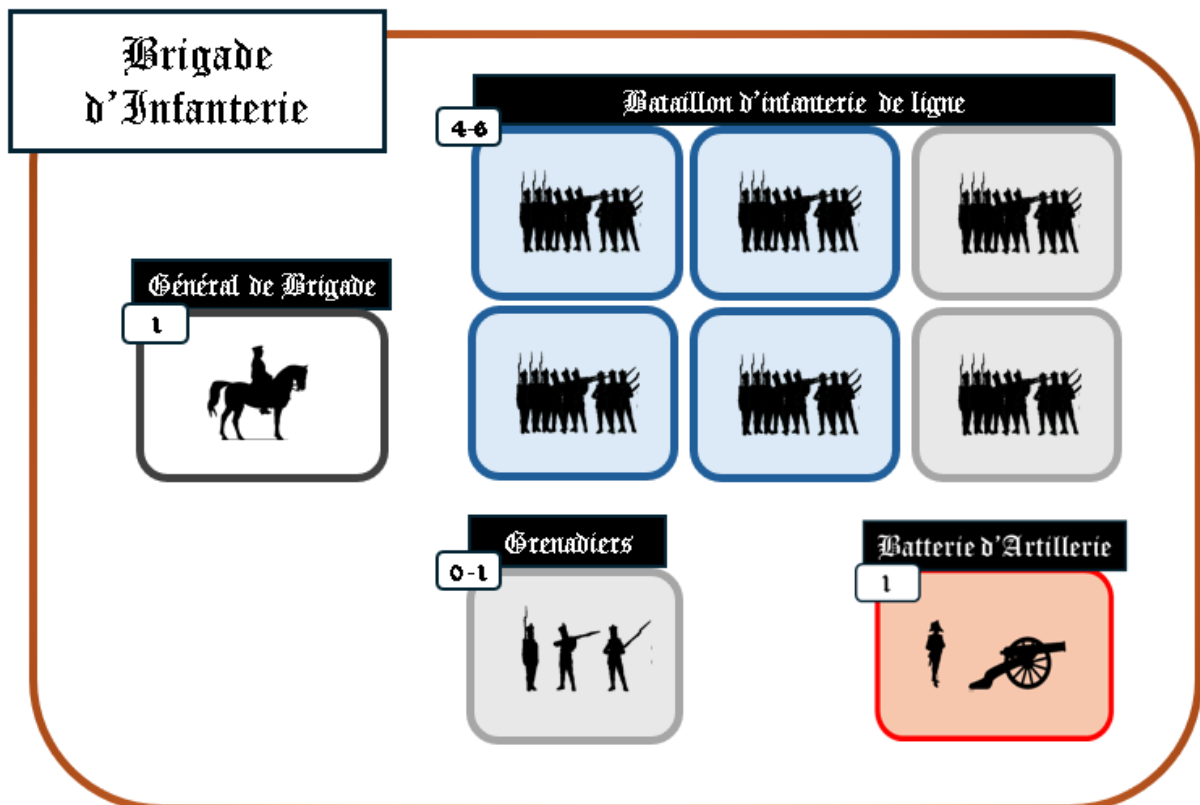 Brigade
d'Infanterie
Bataillon d'infanterie de ligne
4-6
Général de Brigade
1
Grenadiers
0-1
Batterie d'Artillerie
1